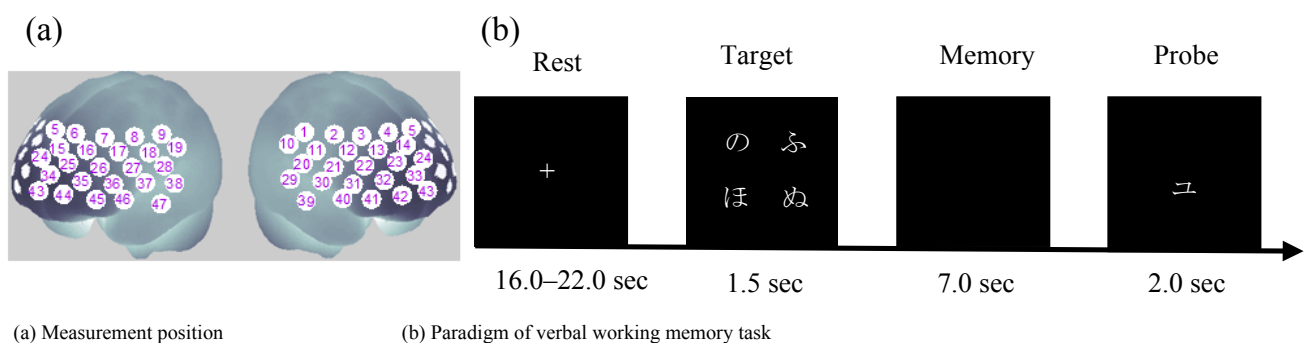 (a)
(b)
Rest
Target
Memory
Probe
5 6 7 8 9
15 16 17 18 19
24 25 26 27 28
34 35 36 37 38
43 44 45 46 47
1 2 3 4 5
10 11 12 13 14
20 21 22 23 24
29 30 31 32 33
39 40 41 42 43
+
の ふ
ほ ぬ
ユ
16.0–22.0 sec
1.5 sec
7.0 sec
2.0 sec
(a) Measurement position
(b) Paradigm of verbal working memory task